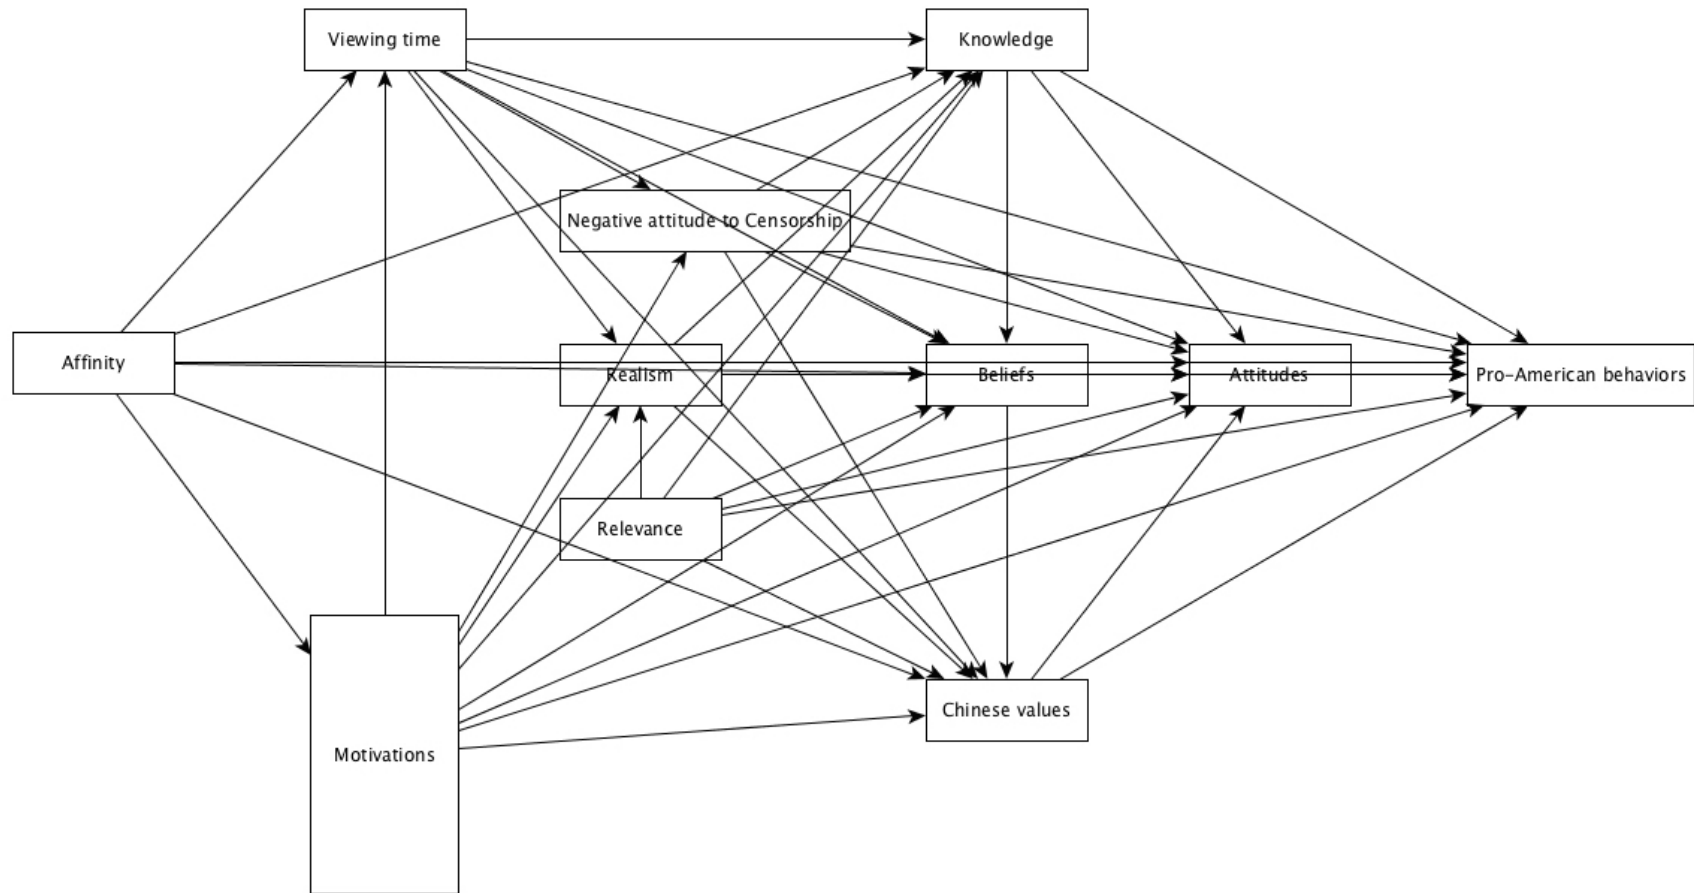 Viewing time
Knowledge
Negative attitude to Censorship
Affinity
Realism
Beliefs
Attitudes
Pro-American behaviors
Relevance
Chinese values
Motivations